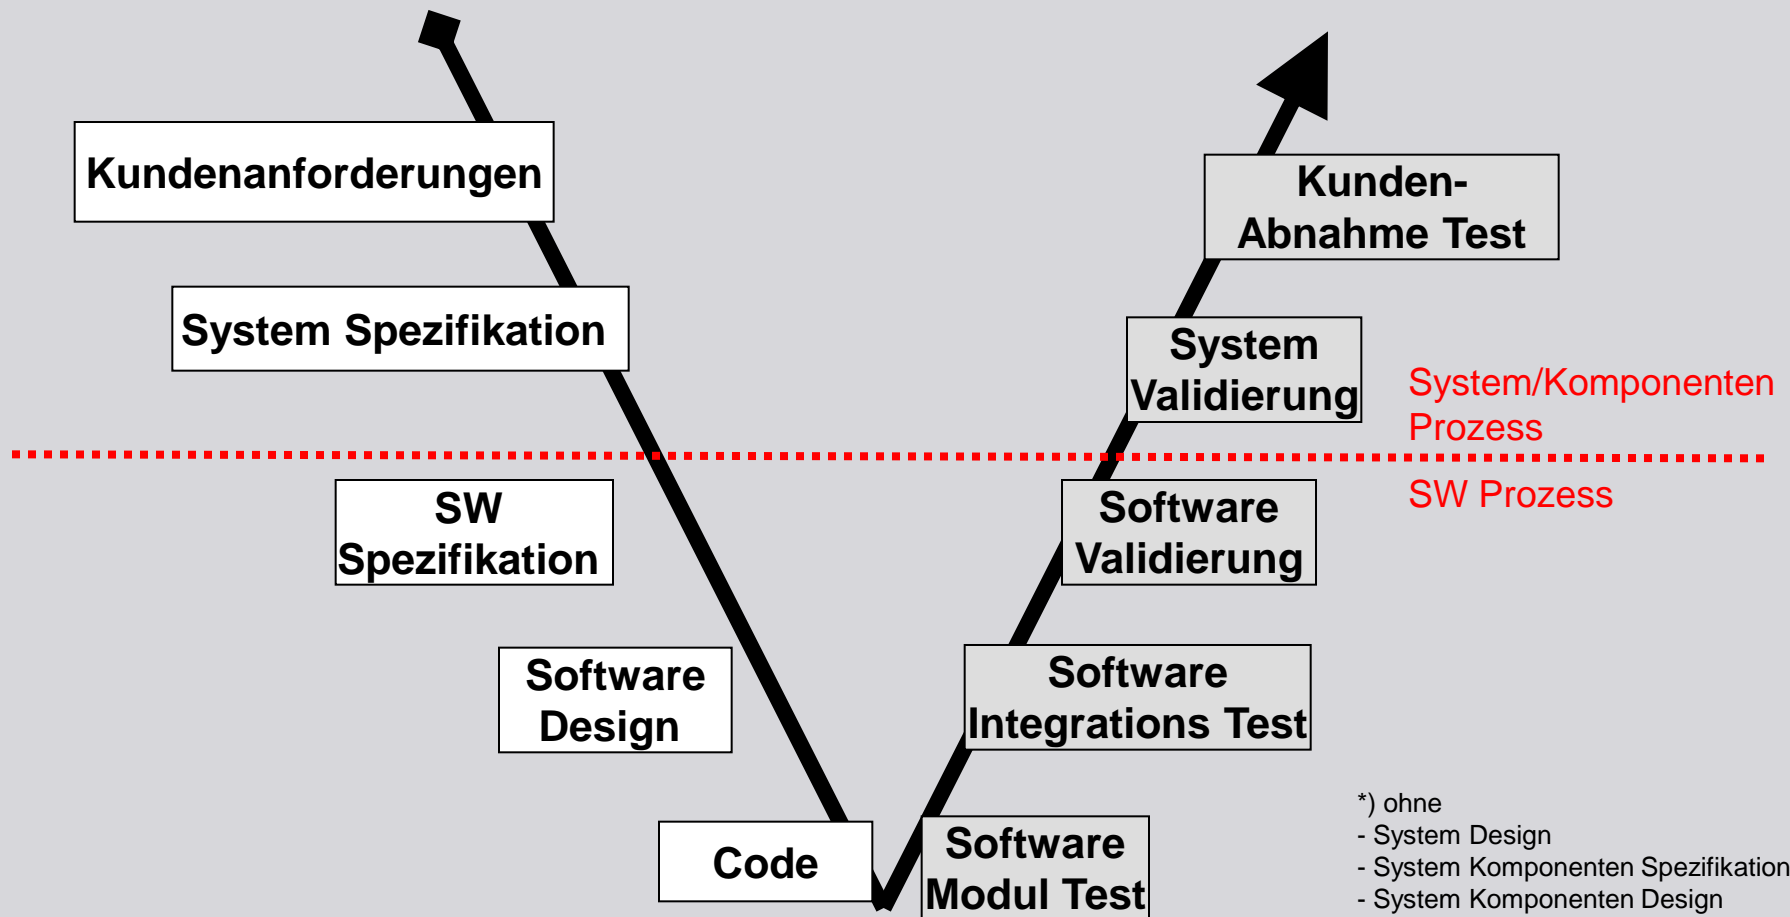 Kundenanforderungen
System Spezifikation
SW
Spezifikation
Software
Design
Code
Kunden-
Abnahme Test
System
Validierung
System/Komponenten
Prozess
SW Prozess
Software
Validierung
Software
Integrations Test
Software
Modul Test
*) ohne
- System Design
- System Komponenten Spezifikation
- System Komponenten Design